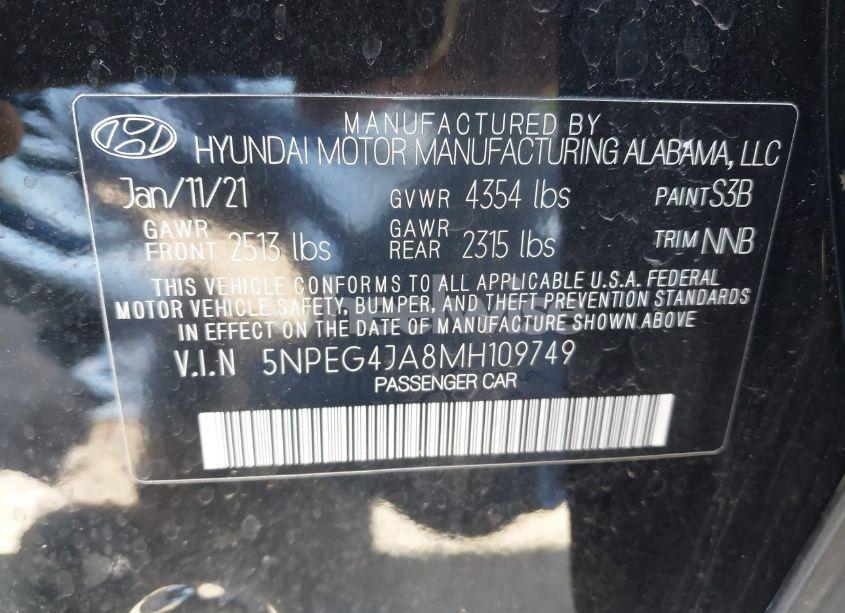 MANUFACTURED BY
HYUNDAI MOTOR MANUFACTURING ALABAMA, LLC
Jan/11/21 GVWR 4354 lbs PAINT S3B
GAWR FRONT 2513 lbs GAWR REAR 2315 lbs TRIM NNB
THIS VEHICLE CONFORMS TO ALL APPLICABLE U.S.A. FEDERAL
MOTOR VEHICLE SAFETY, BUMPER, AND THEFT PREVENTION STANDARDS
IN EFFECT ON THE DATE OF MANUFACTURE SHOWN ABOVE
V.I.N 5NPEG4JA8MH109749
PASSENGER CAR